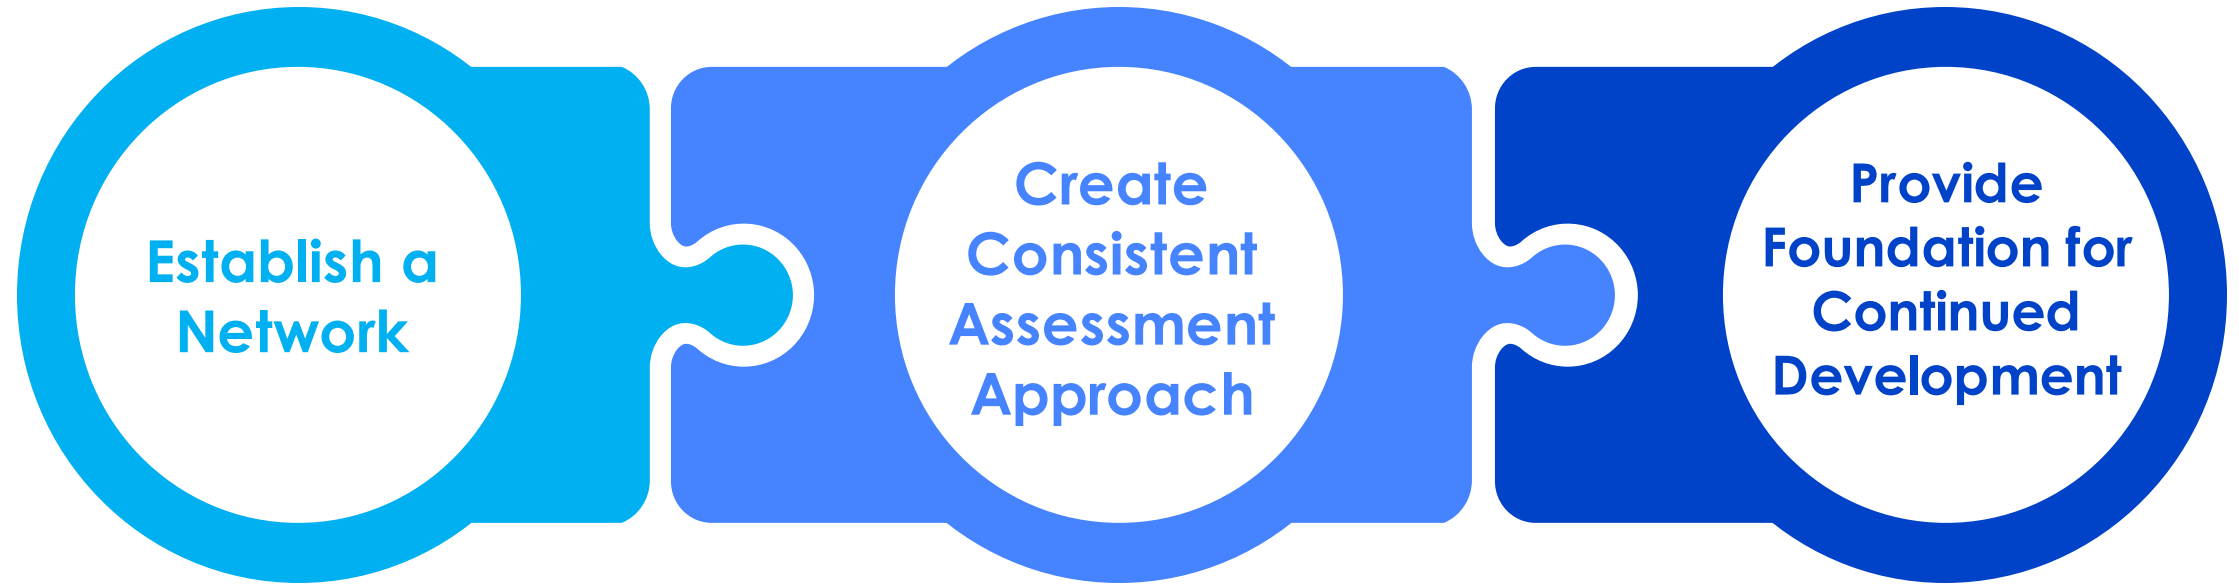 Establish a
Network
Create
Consistent
Assessment
Approach
Provide
Foundation for
Continued
Development